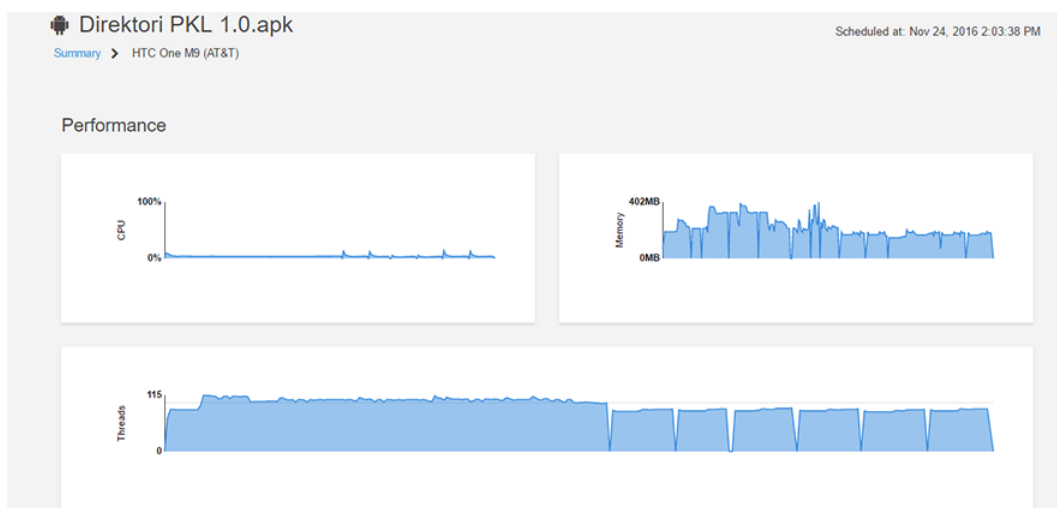 Direktori PKL 1.0.apk
Scheduled at: Nov 24, 2016 2:03:38 PM
Summary > HTC One M9 (AT&T)
Performance
100%
CPU
0%
402MB
Memory
0MB
115
Threads
0